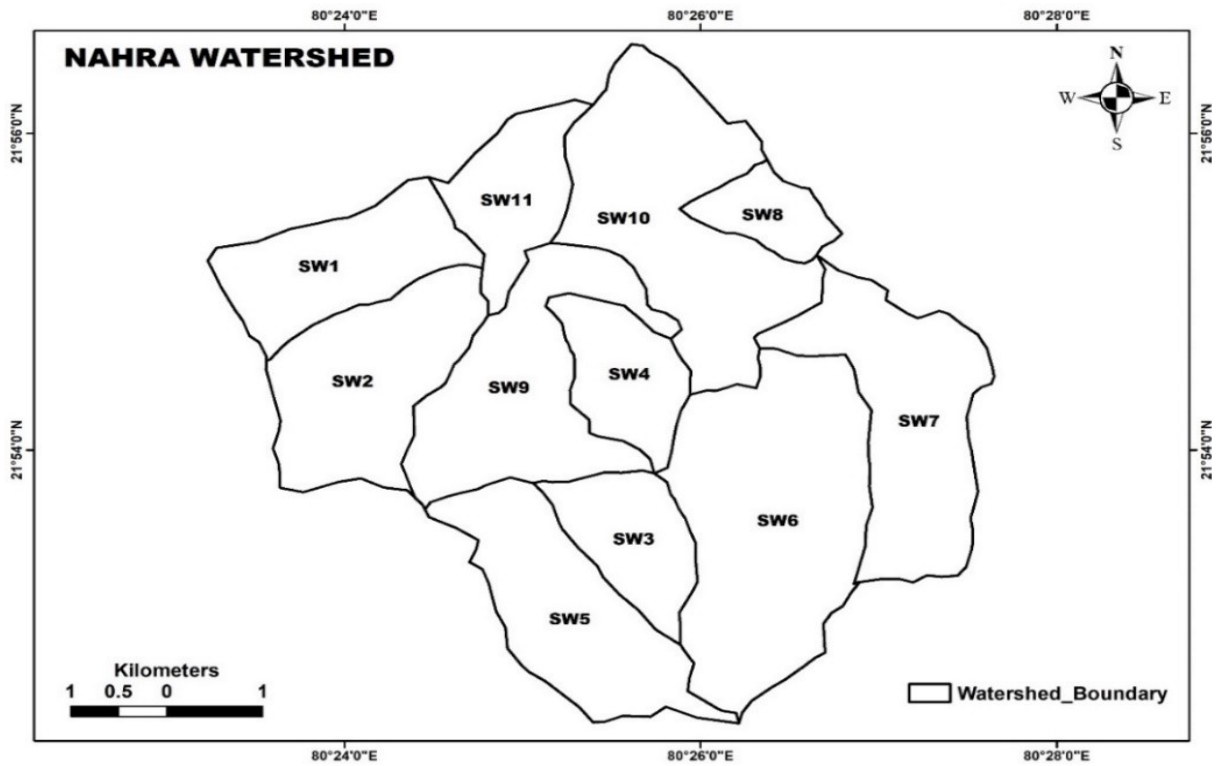 80°24'0"E 80°26'0"E 80°28'0"E
NAHRA WATERSHED
N
W E
S
21°56'0"N 21°56'0"N
SW11
SW10
SW8
SW1
SW4
SW2
SW9
SW7
21°54'0"N 21°54'0"N
SW6
SW3
SW5
Kilometers
1 0.5 0 1
Watershed_Boundary
80°24'0"E 80°26'0"E 80°28'0"E